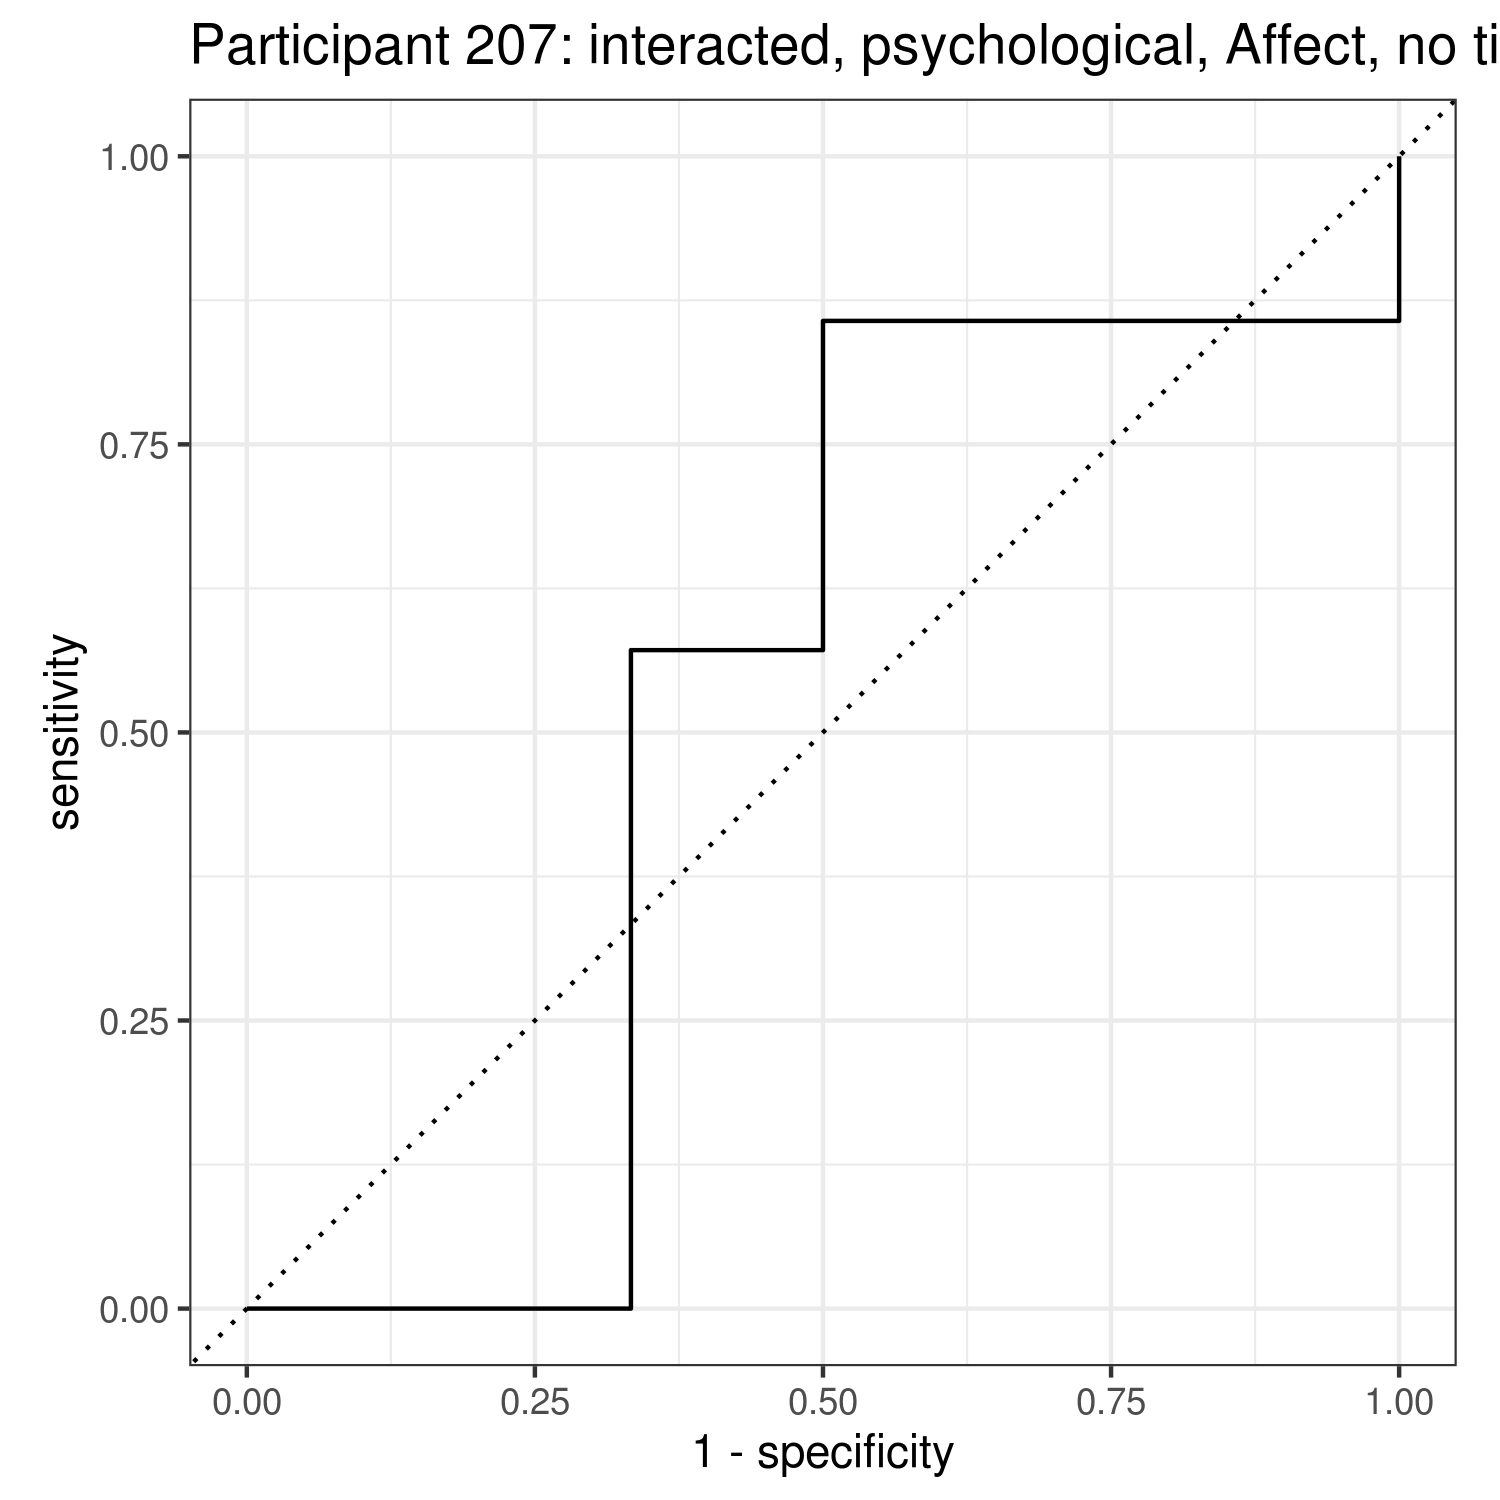 Participant 207: interacted, psychological, Affect, no ti
1.00
0.75
0.50
0.25
0.00
sensitivity
0.00 0.25 0.50 0.75 1.00
1 - specificity